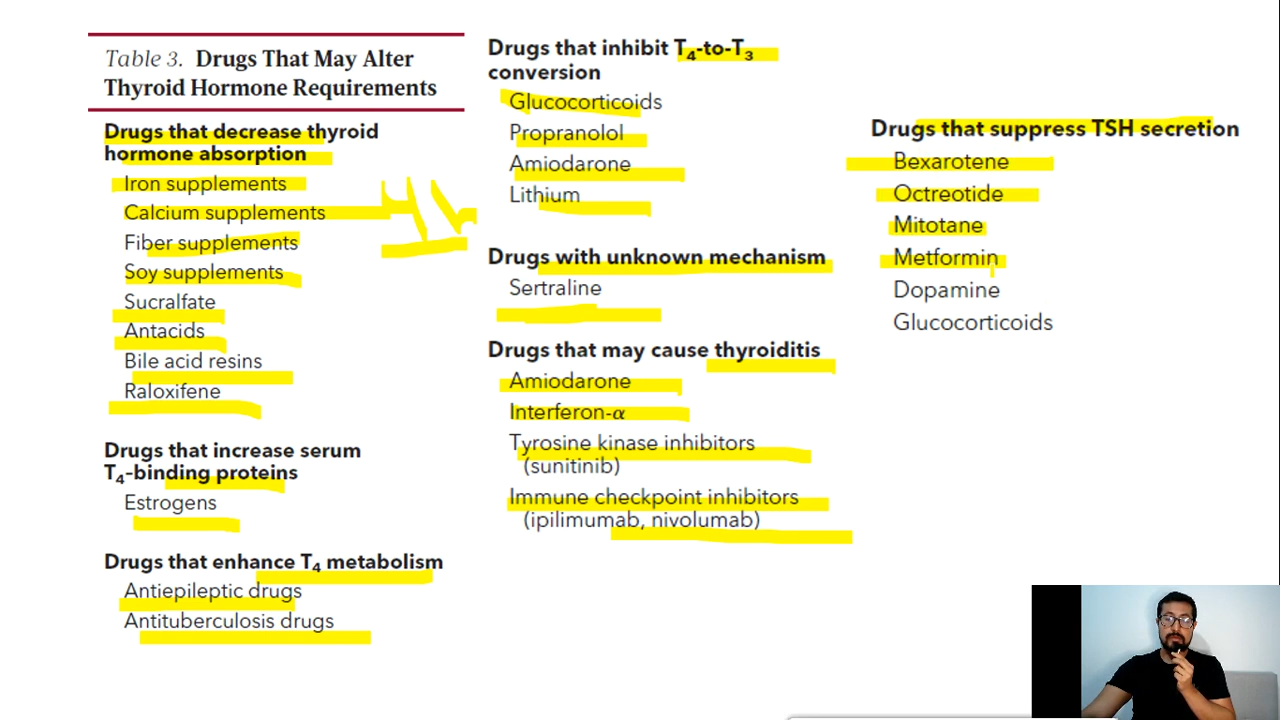 Table 3. Drugs That May Alter
Thyroid Hormone Requirements
Drugs that decrease thyroid
hormone absorption
Iron supplements
Calcium supplements
Fiber supplements
Soy supplements
Sucralfate
Antacids
Bile acid resins
Raloxifene
Drugs that increase serum
T4-binding proteins
Estrogens
Drugs that enhance T4 metabolism
Antiepileptic drugs
Antituberculosis drugs
Drugs that inhibit T4-to-T3
conversion
Glucocorticoids
Propranolol
Amiodarone
Lithium
Drugs with unknown mechanism
Sertraline
Drugs that may cause thyroiditis
Amiodarone
Interferon-α
Tyrosine kinase inhibitors
(sunitinib)
Immune checkpoint inhibitors
(ipilimumab, nivolumab)
Drugs that suppress TSH secretion
Bexarotene
Octreotide
Mitotane
Metformin
Dopamine
Glucocorticoids